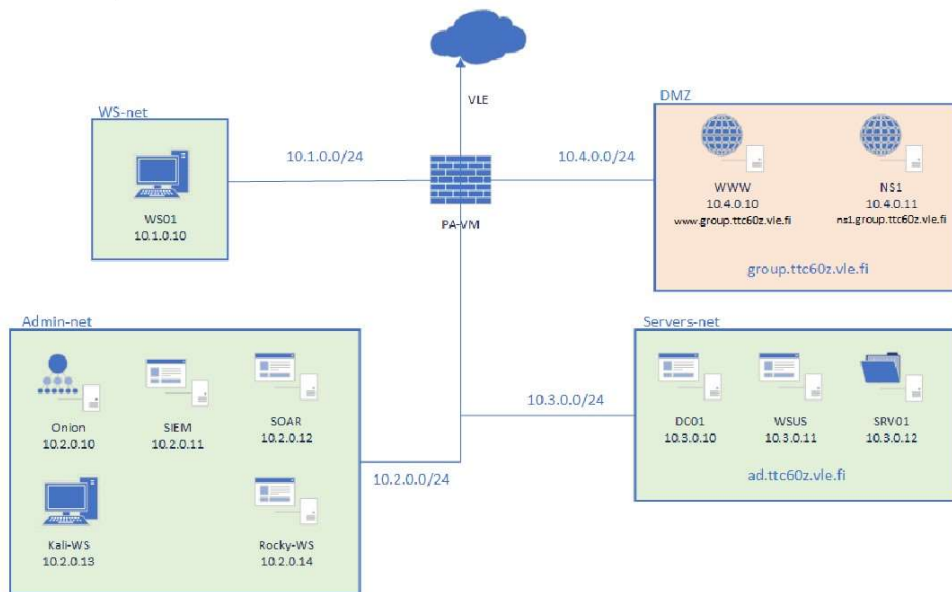 VLE
WS-net
DMZ
10.1.0.0/24
10.4.0.0/24
WS01
10.1.0.10
PA-VM
WWW
10.4.0.10
www.group.ttc60z.vle.fi
NS1
10.4.0.11
ns1.group.ttc60z.vle.fi
group.ttc60z.vle.fi
Admin-net
Servers-net
Onion
10.2.0.10
SIEM
10.2.0.11
SOAR
10.2.0.12
10.3.0.0/24
DC01
10.3.0.10
WSUS
10.3.0.11
SRV01
10.3.0.12
ad.ttc60z.vle.fi
10.2.0.0/24
Kali-WS
10.2.0.13
Rocky-WS
10.2.0.14